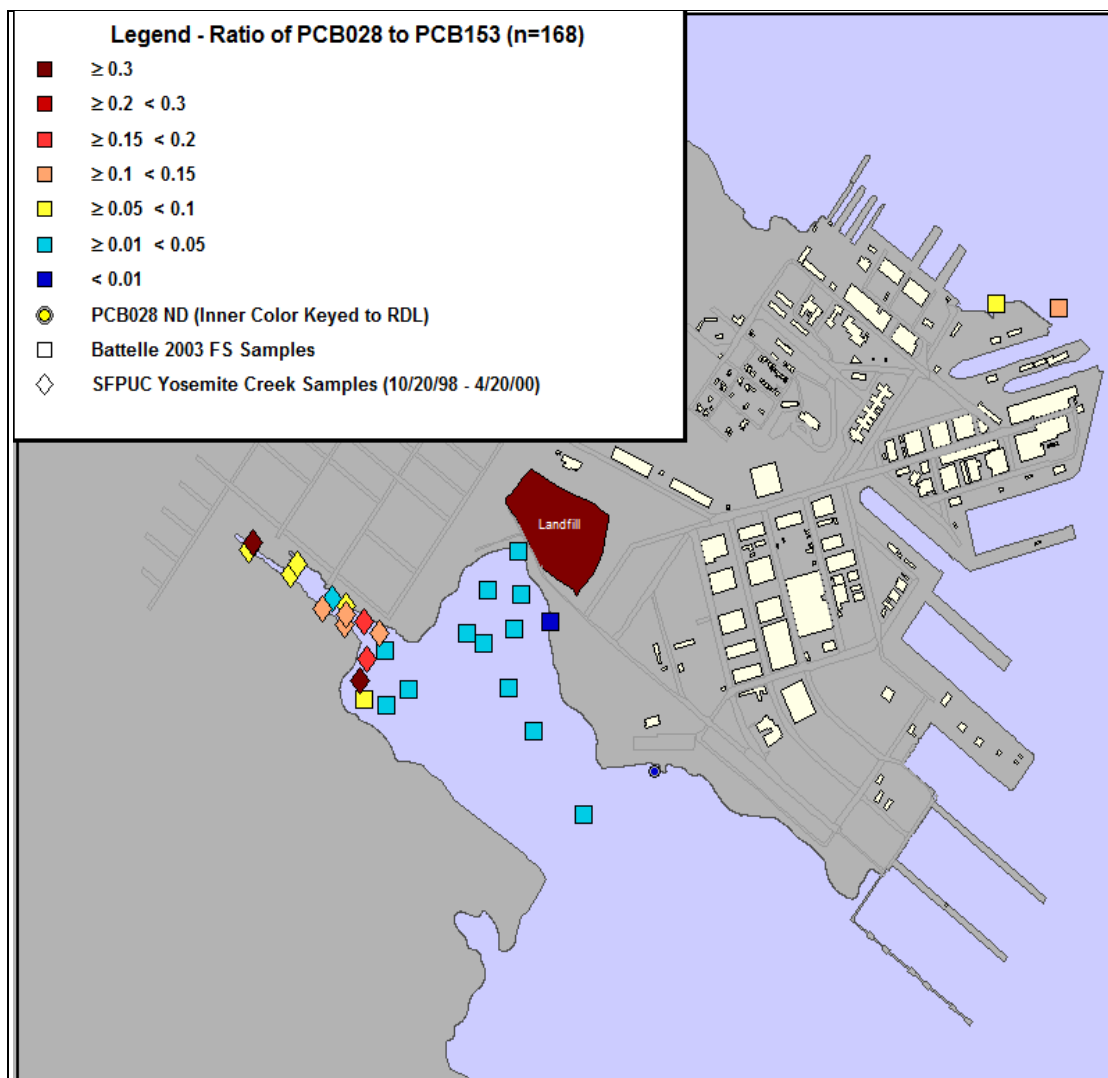 Legend - Ratio of PCB028 to PCB153 (n=168)
≥ 0.3
≥ 0.2 < 0.3
≥ 0.15 < 0.2
≥ 0.1 < 0.15
≥ 0.05 < 0.1
≥ 0.01 < 0.05
< 0.01
PCB028 ND (Inner Color Keyed to RDL)
Battelle 2003 FS Samples
SFPUC Yosemite Creek Samples (10/20/98 - 4/20/00)
Landfill